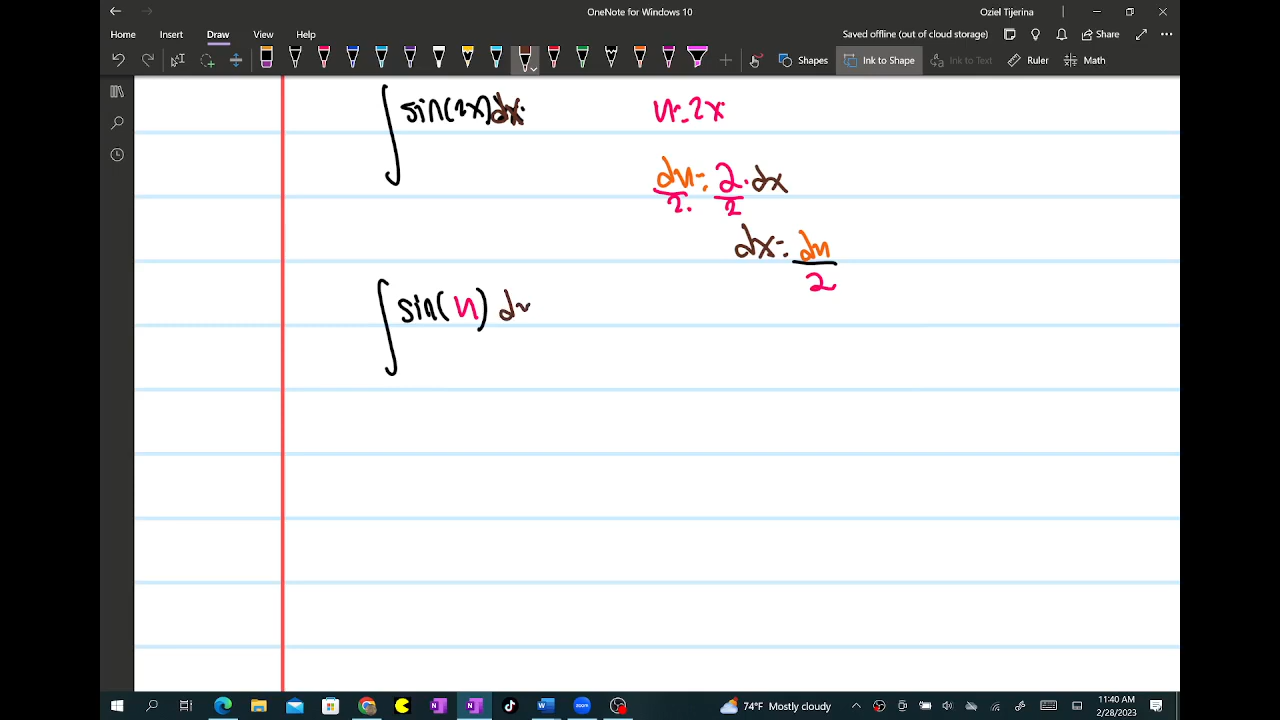 OneNote for Windows 10
Oziel Tijerina
Home Insert Draw View Help
Saved offline (out of cloud storage) Share
Shapes Ink to Shape Ink to Text Ruler Math
∫ sin(2x)dx
u=2x
du/2 = 2/2 · dx
dx = du/2
∫ sin(u)
74°F Mostly cloudy
11:40 AM
2/28/2023